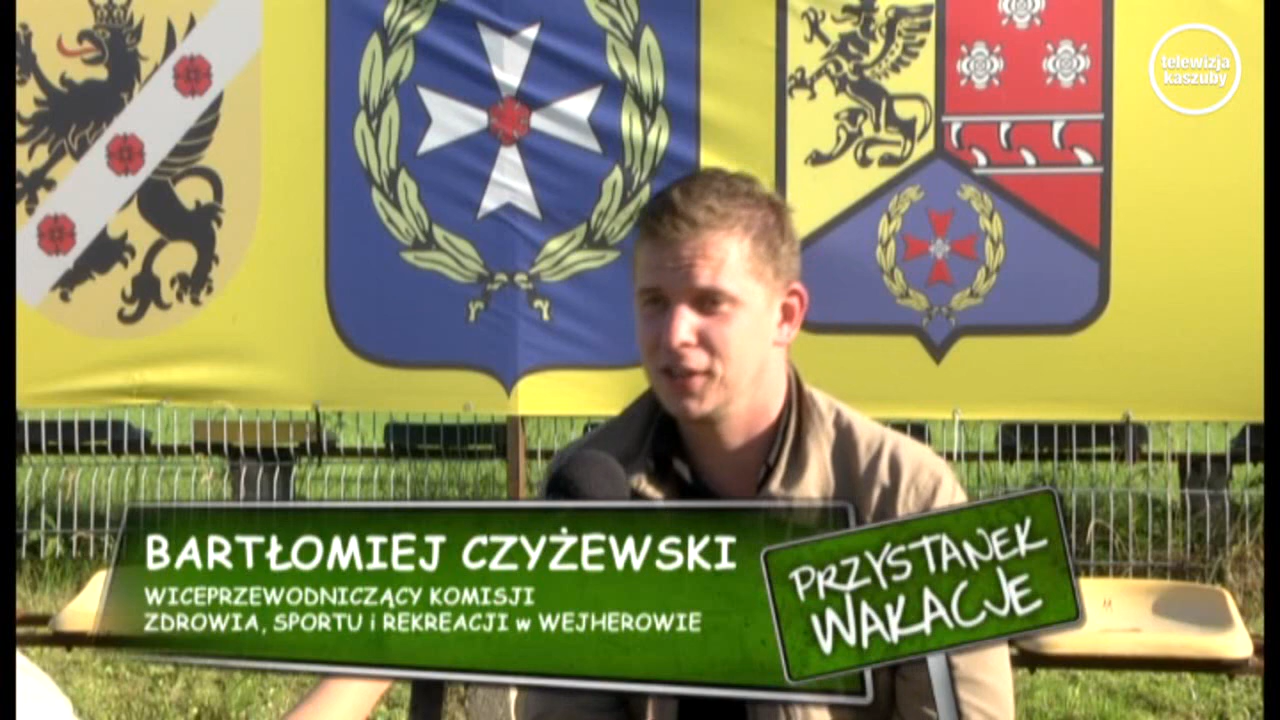 telewizja
kaszuby
BARTŁOMIEJ CZYŻEWSKI
WICEPRZEWODNICZĄCY KOMISJI
ZDROWIA, SPORTU i REKREACJI w WEJHEROWIE
PRZYSTANEK
WAKACJE